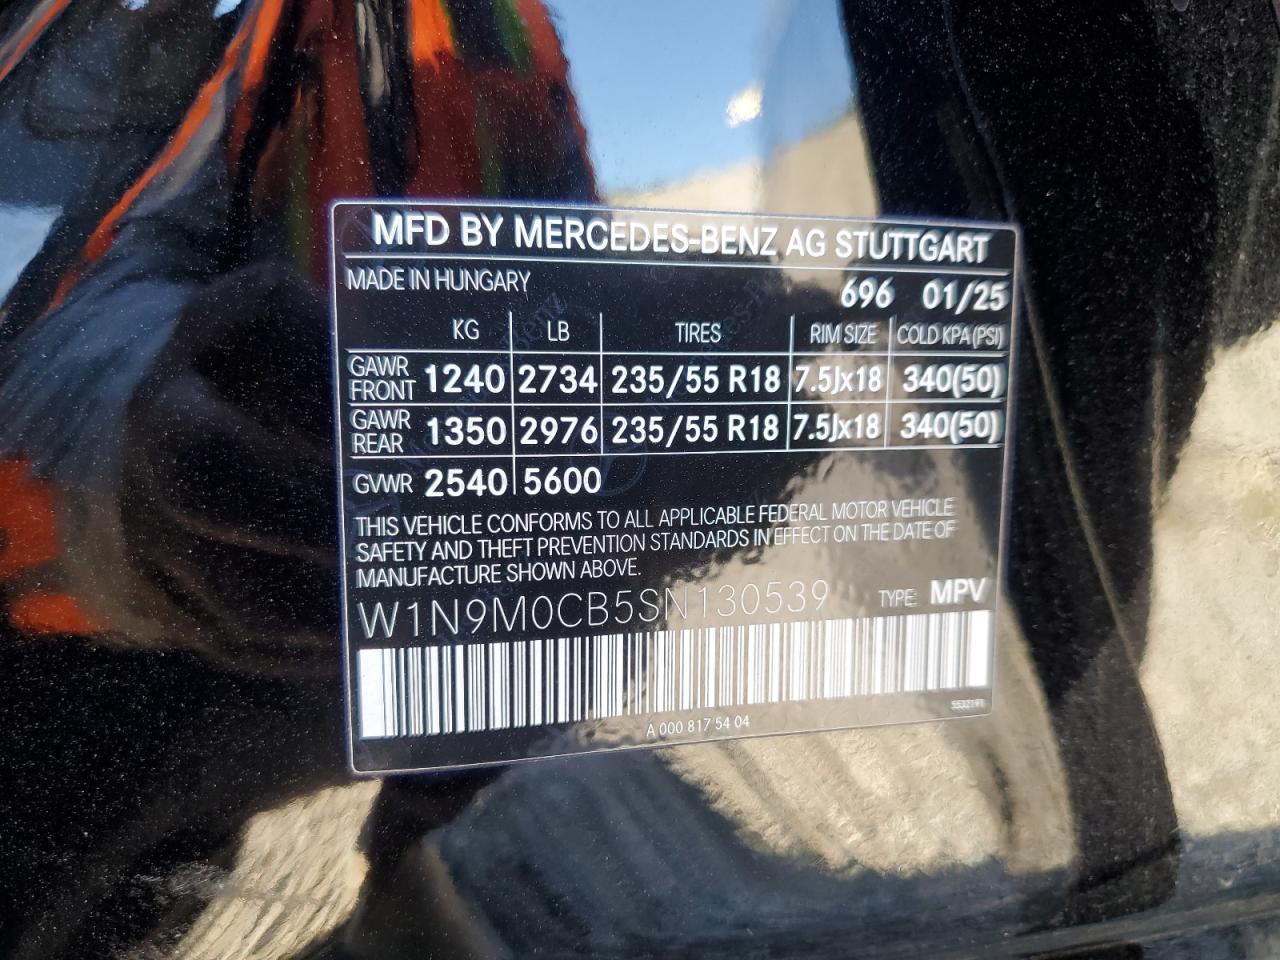 MFD BY MERCEDES-BENZ AG STUTTGART
MADE IN HUNGARY 696 01/25
KG LB TIRES RIM SIZE COLD KPA (PSI)
GAWR FRONT 1240 2734 235/55 R18 7.5Jx18 340(50)
GAWR REAR 1350 2976 235/55 R18 7.5Jx18 340(50)
GVWR 2540 5600
THIS VEHICLE CONFORMS TO ALL APPLICABLE FEDERAL MOTOR VEHICLE
SAFETY AND THEFT PREVENTION STANDARDS IN EFFECT ON THE DATE OF
MANUFACTURE SHOWN ABOVE.
W1N9M0CB5SN130539 TYPE: MPV
A 000 817 54 04
5532191